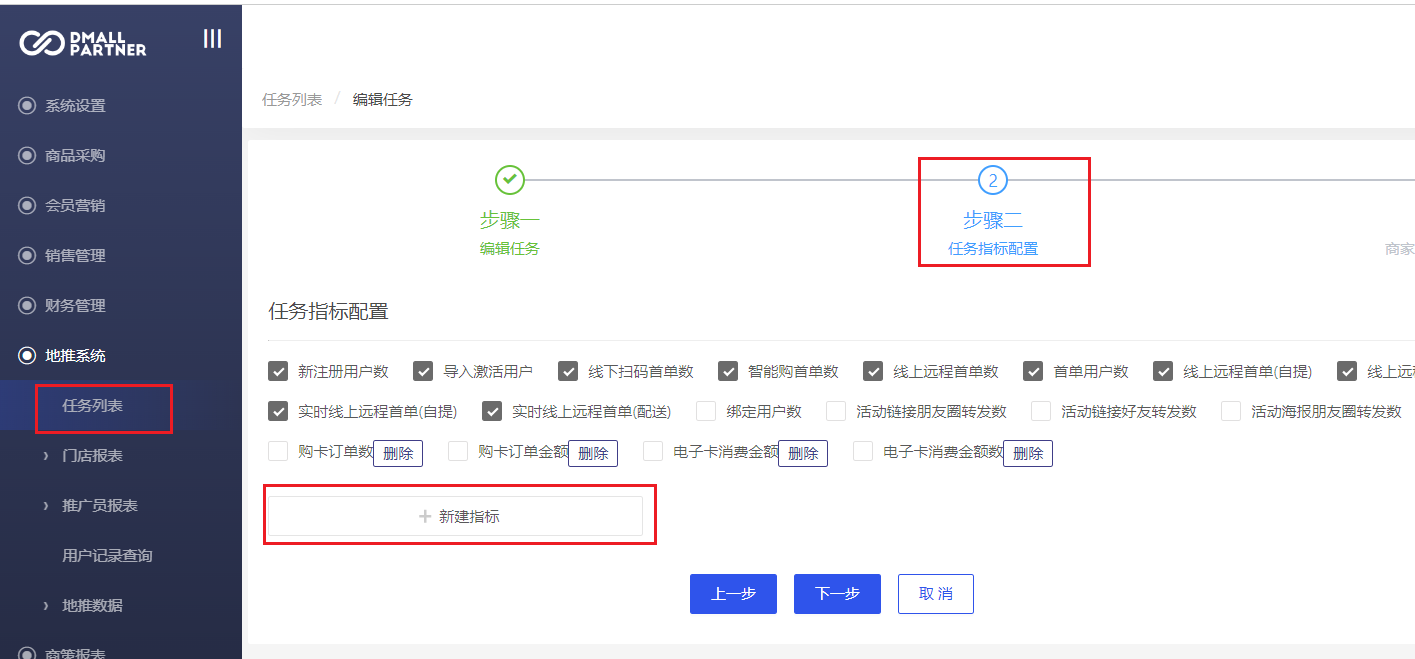 DMALL
PARTNER
系统设置
商品采购
会员营销
销售管理
财务管理
地推系统
任务列表
门店报表
推广员报表
用户记录查询
地推数据
商策报表
任务列表 / 编辑任务
步骤一
编辑任务
2
步骤二
任务指标配置
商家
任务指标配置
新注册用户数 导入激活用户 线下扫码首单数 智能购首单数 线上远程首单数 首单用户数 线上远程首单(自提) 线上远程
实时线上远程首单(自提) 实时线上远程首单(配送) 绑定用户数 活动链接朋友圈转发数 活动链接好友转发数 活动海报朋友圈转发数
购卡订单数 删除 购卡订单金额 删除 电子卡消费金额 删除 电子卡消费金额数 删除
+ 新建指标
上一步 下一步 取 消